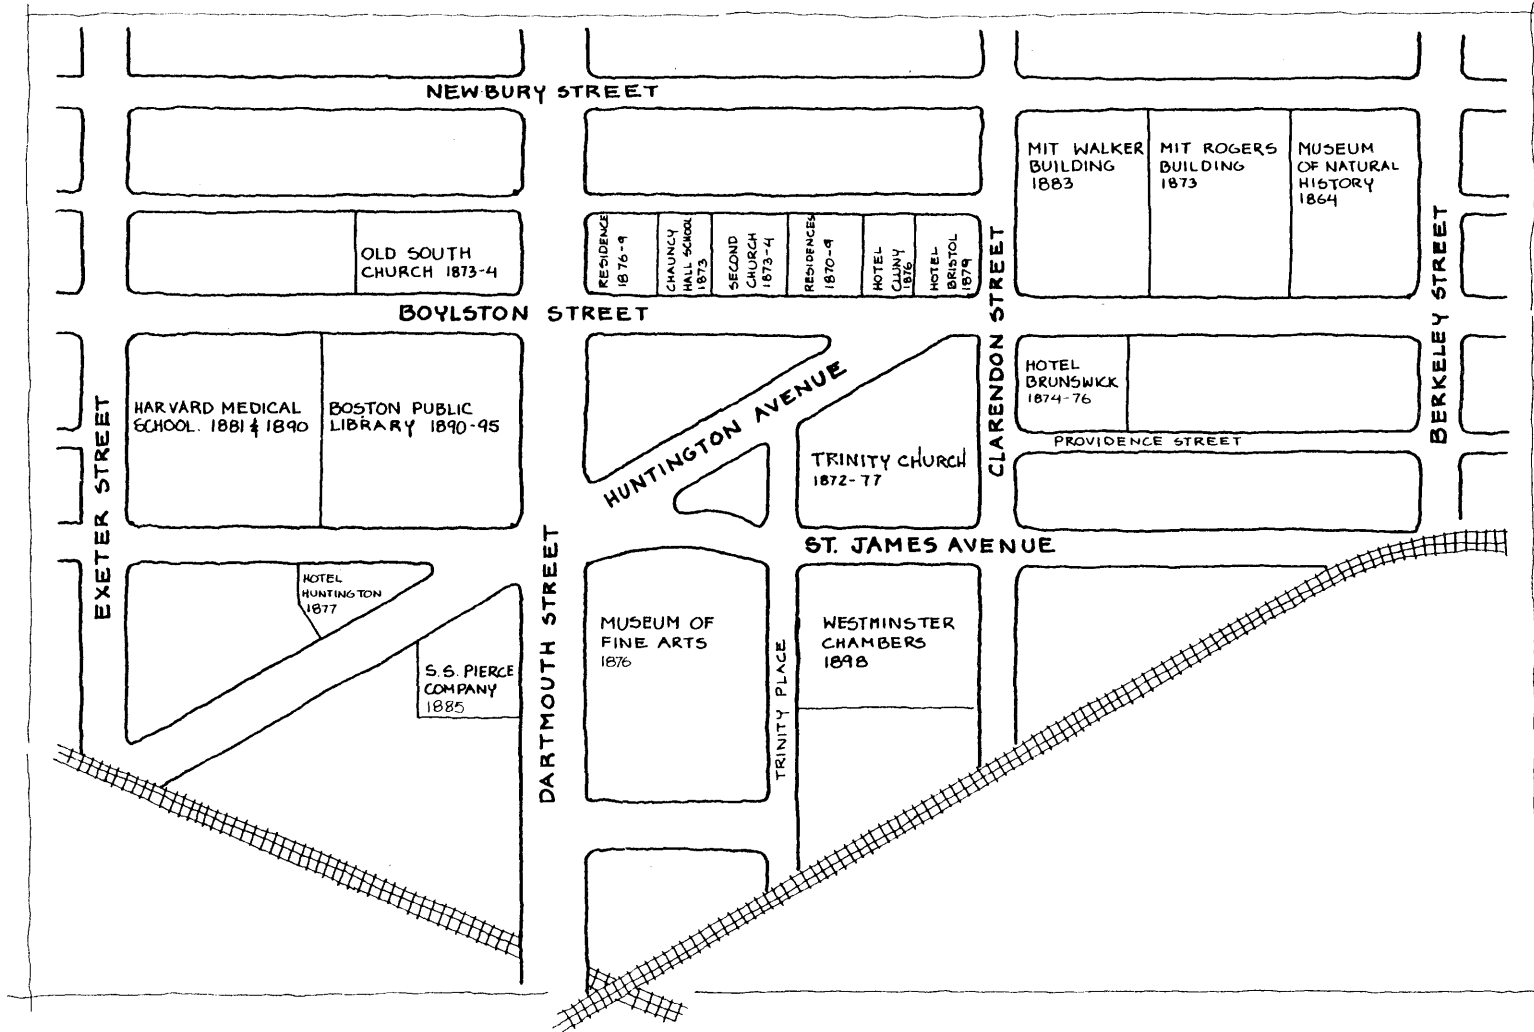 NEWBURY STREET
MIT WALKER
BUILDING
1883
MIT ROGERS
BUILDING
1873
MUSEUM
OF NATURAL
HISTORY
1864
OLD SOUTH
CHURCH 1873-4
RESIDENCE
1876-9
CHAUNCY
HALL SCHOOL
1873
SECOND
CHURCH
1873-4
RESIDENCES
1870-9
HOTEL
CLUNY
1876
HOTEL
BRISTOL
1879
BOYLSTON STREET
CLARENDON STREET
BERKELEY STREET
HARVARD MEDICAL
SCHOOL. 1881 & 1890
BOSTON PUBLIC
LIBRARY 1890-95
HUNTINGTON AVENUE
HOTEL
BRUNSWICK
1874-76
PROVIDENCE STREET
TRINITY CHURCH
1872-77
EXETER STREET
ST. JAMES AVENUE
HOTEL
HUNTINGTON
1877
S.S. PIERCE
COMPANY
1885
DARTMOUTH STREET
MUSEUM OF
FINE ARTS
1876
TRINITY PLACE
WESTMINSTER
CHAMBERS
1898